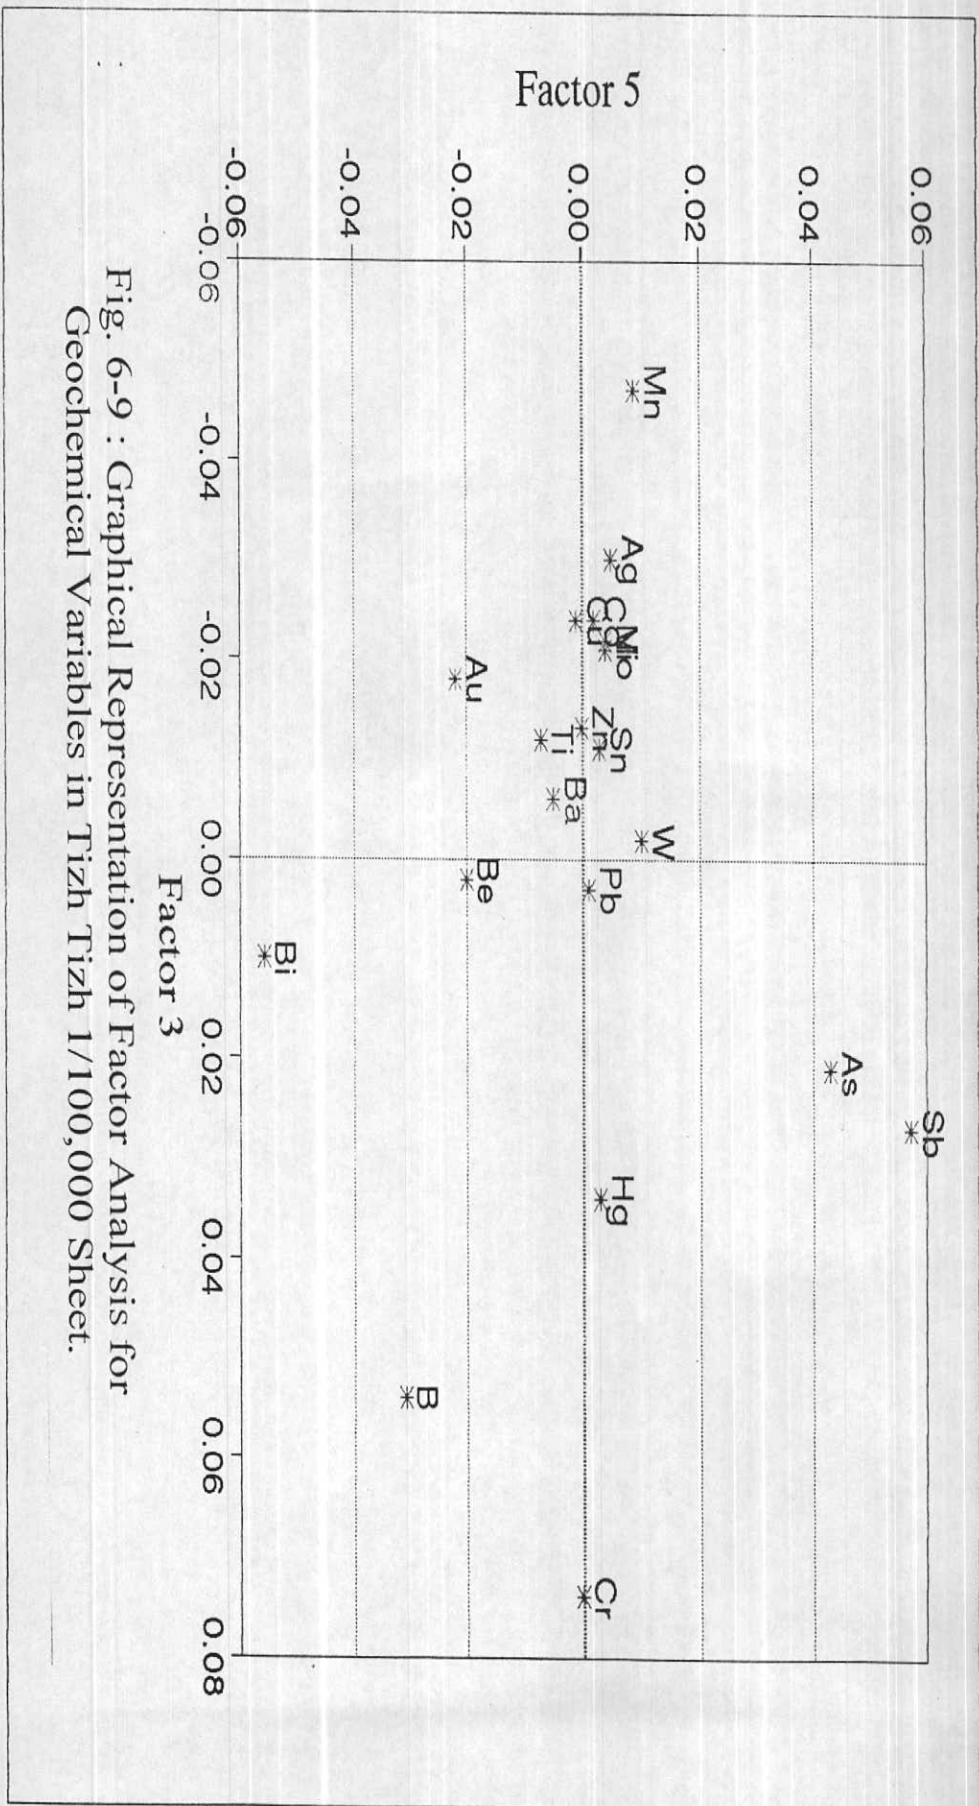 Factor 5
0.06
0.04
0.02
0.00
-0.02
-0.04
-0.06
Mn
Ag
Cu
Au
Zn
Sn
Ti
Ba
W
Be
Pb
Bi
As
Sb
Hg
B
Cr
-0.06
-0.04
-0.02
0.00
0.02
0.04
0.06
0.08
Factor 3
Fig. 6-9 : Graphical Representation of Factor Analysis for
Geochemical Variables in Tizh Tizh 1/100,000 Sheet.